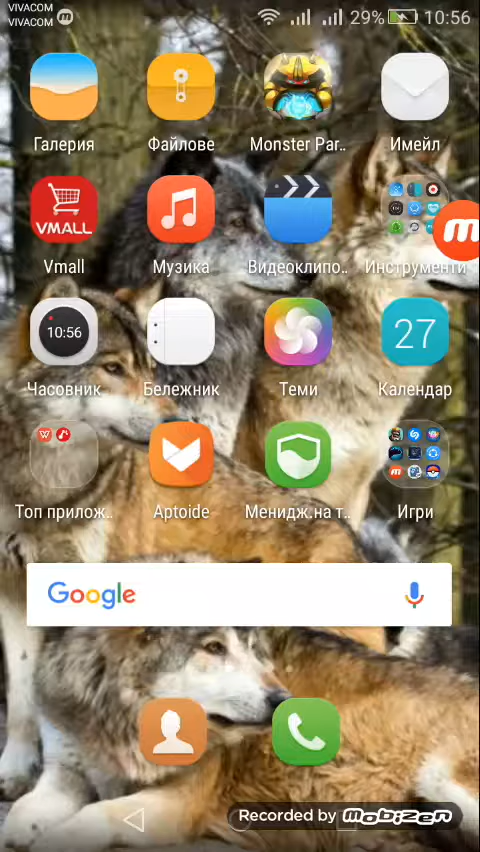 VIVACOM
VIVACOM
29% 10:56
Галерия
Файлове
Monster Par..
Имейл
VMALL
Vmall
Музика
Видеоклипо..
Инструменти
10:56
27
Часовник
Бележник
Теми
Календар
Топ прилож..
Aptoide
Менидж.на т..
Игри
Google
Recorded by Mobizen